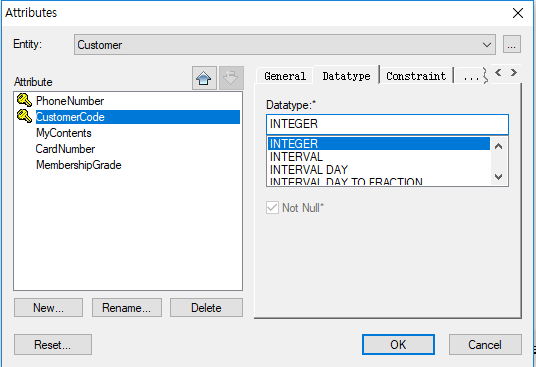 Attributes
Entity:
Customer
...
Attribute
PhoneNumber
CustomerCode
MyContents
CardNumber
MembershipGrade
New...
Rename...
Delete
General
Datatype
Constraint
...
Datatype:*
INTEGER
INTEGER
INTERVAL
INTERVAL DAY
INTERVAL DAY TO FRACTION
Not Null*
Reset...
OK
Cancel